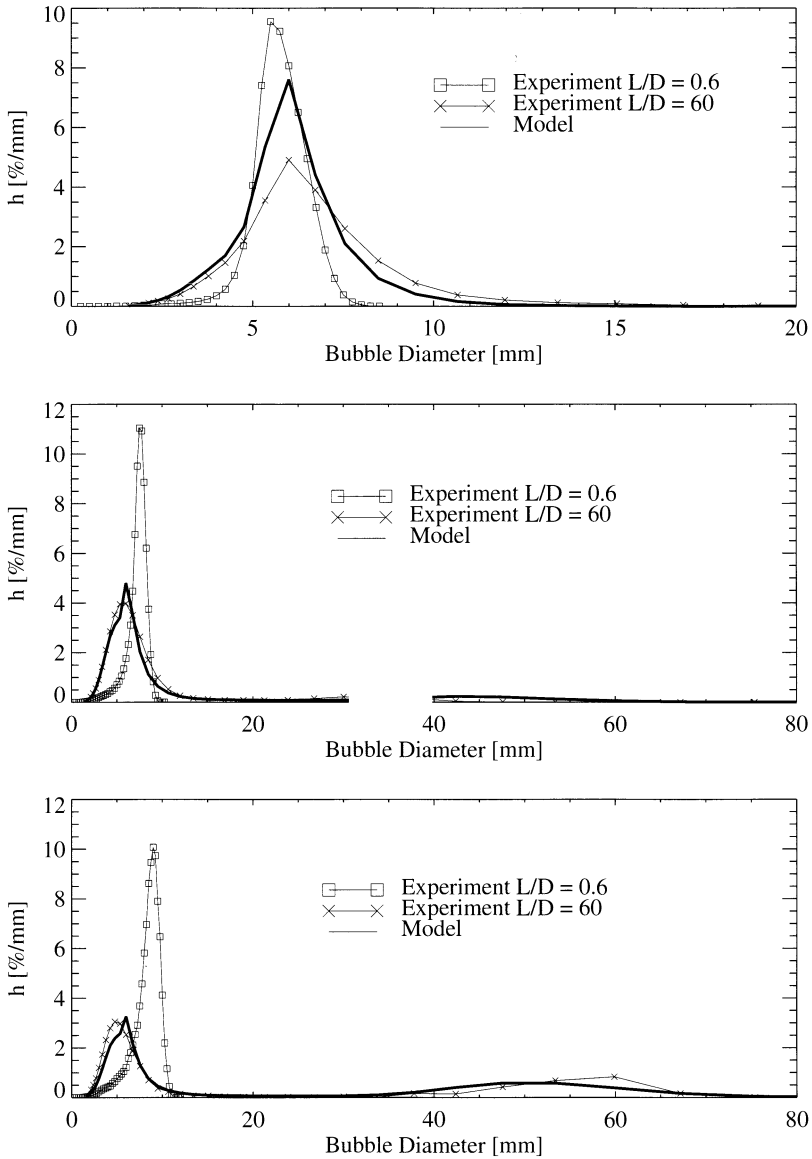 10
8
6
4
2
0
h [%/mm]
Experiment L/D = 0.6
Experiment L/D = 60
Model
0 5 10 15 20
Bubble Diameter [mm]
12
10
8
6
4
2
0
h [%/mm]
Experiment L/D = 0.6
Experiment L/D = 60
Model
0 20 40 60 80
Bubble Diameter [mm]
12
10
8
6
4
2
0
h [%/mm]
Experiment L/D = 0.6
Experiment L/D = 60
Model
0 20 40 60 80
Bubble Diameter [mm]